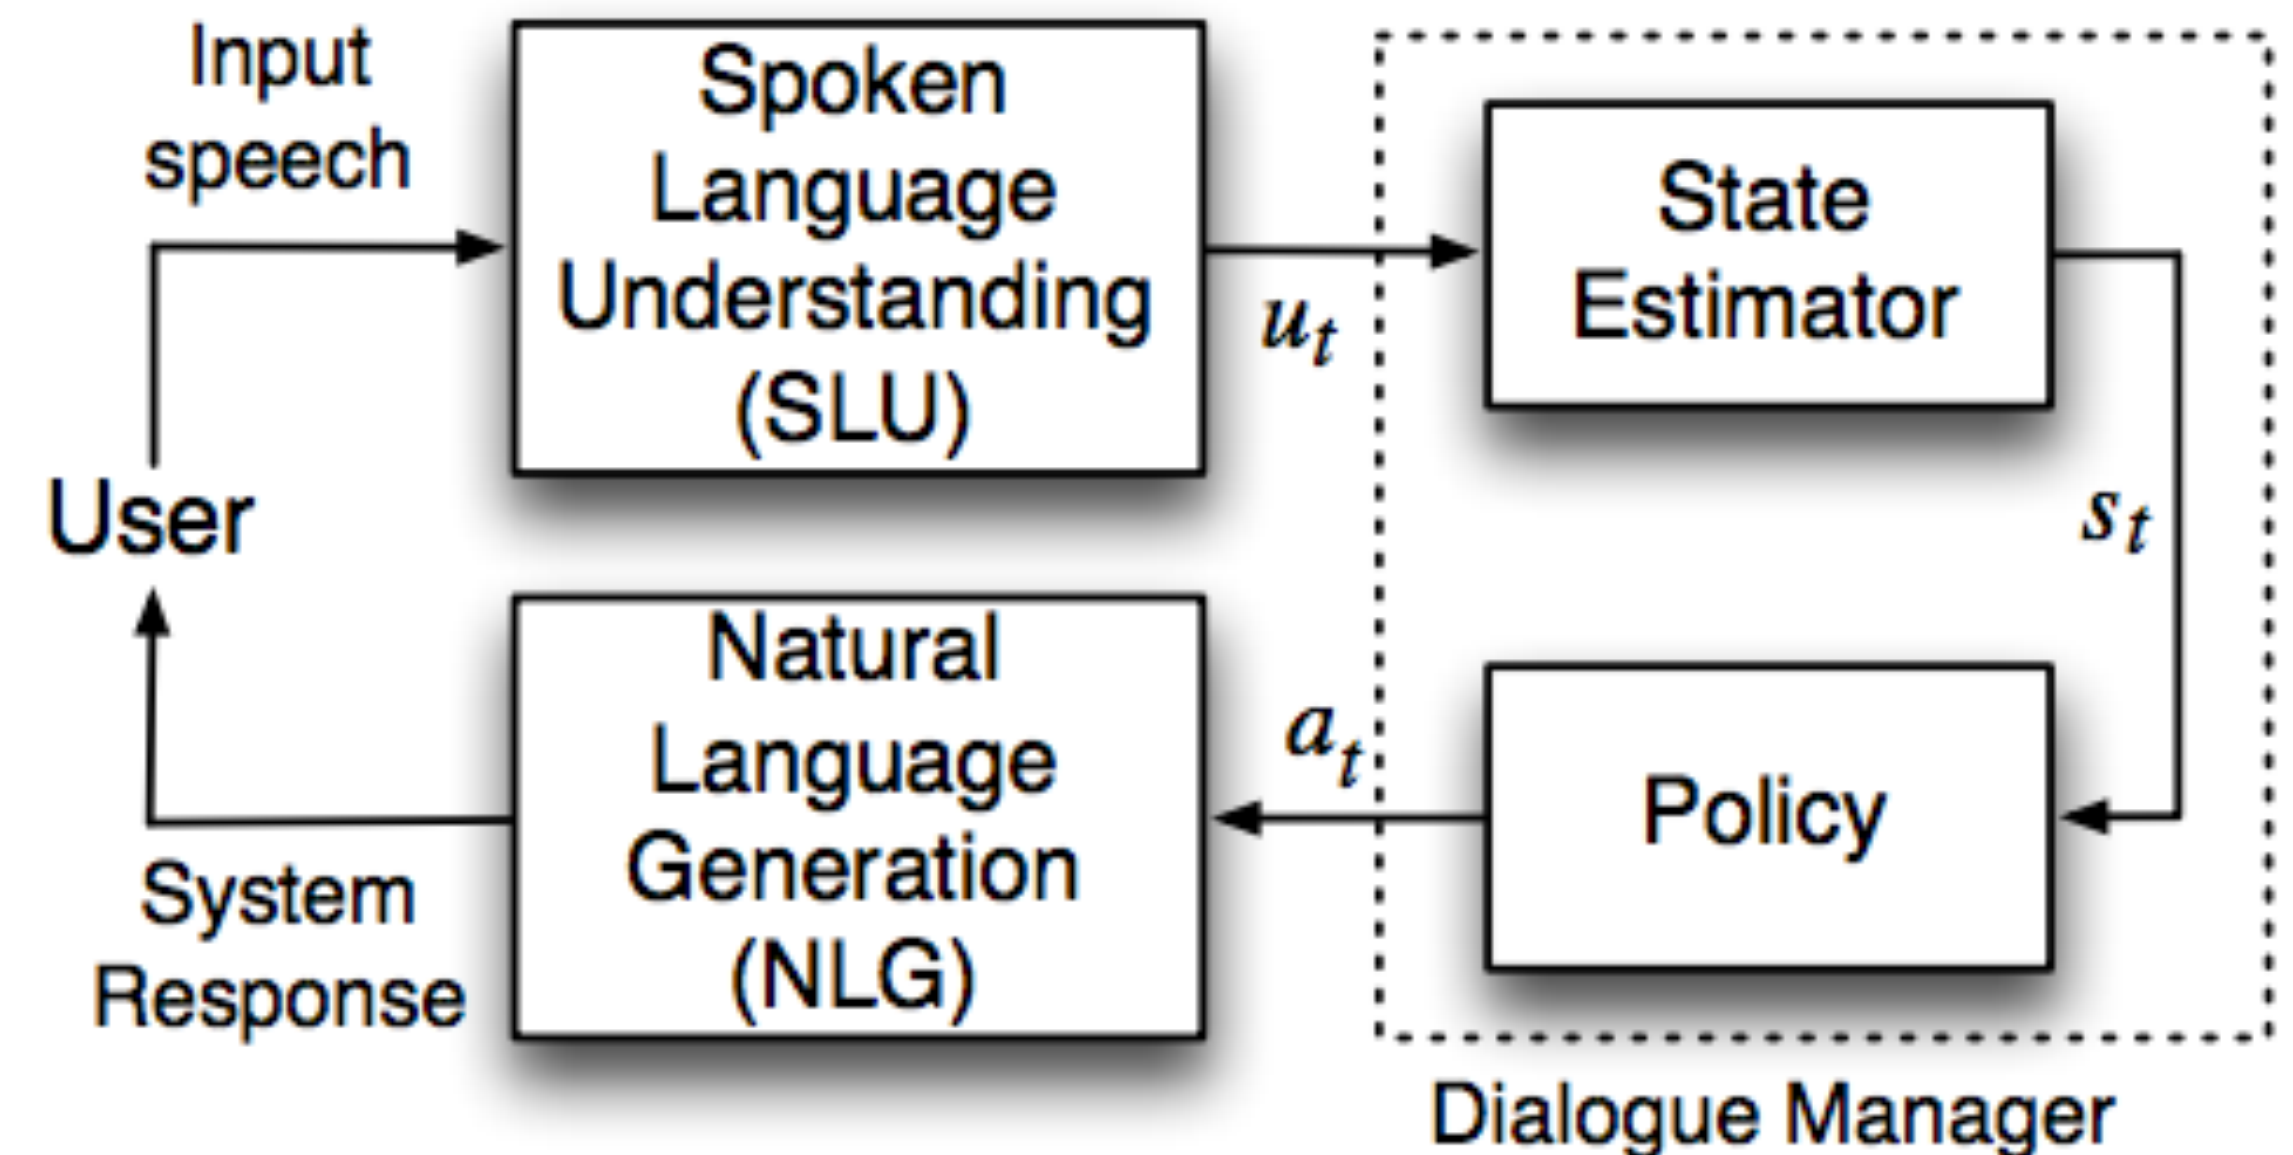 Input
speech
Spoken
Language
Understanding
(SLU)
u_t
State
Estimator
s_t
User
Natural
Language
Generation
(NLG)
a_t
Policy
System
Response
Dialogue Manager